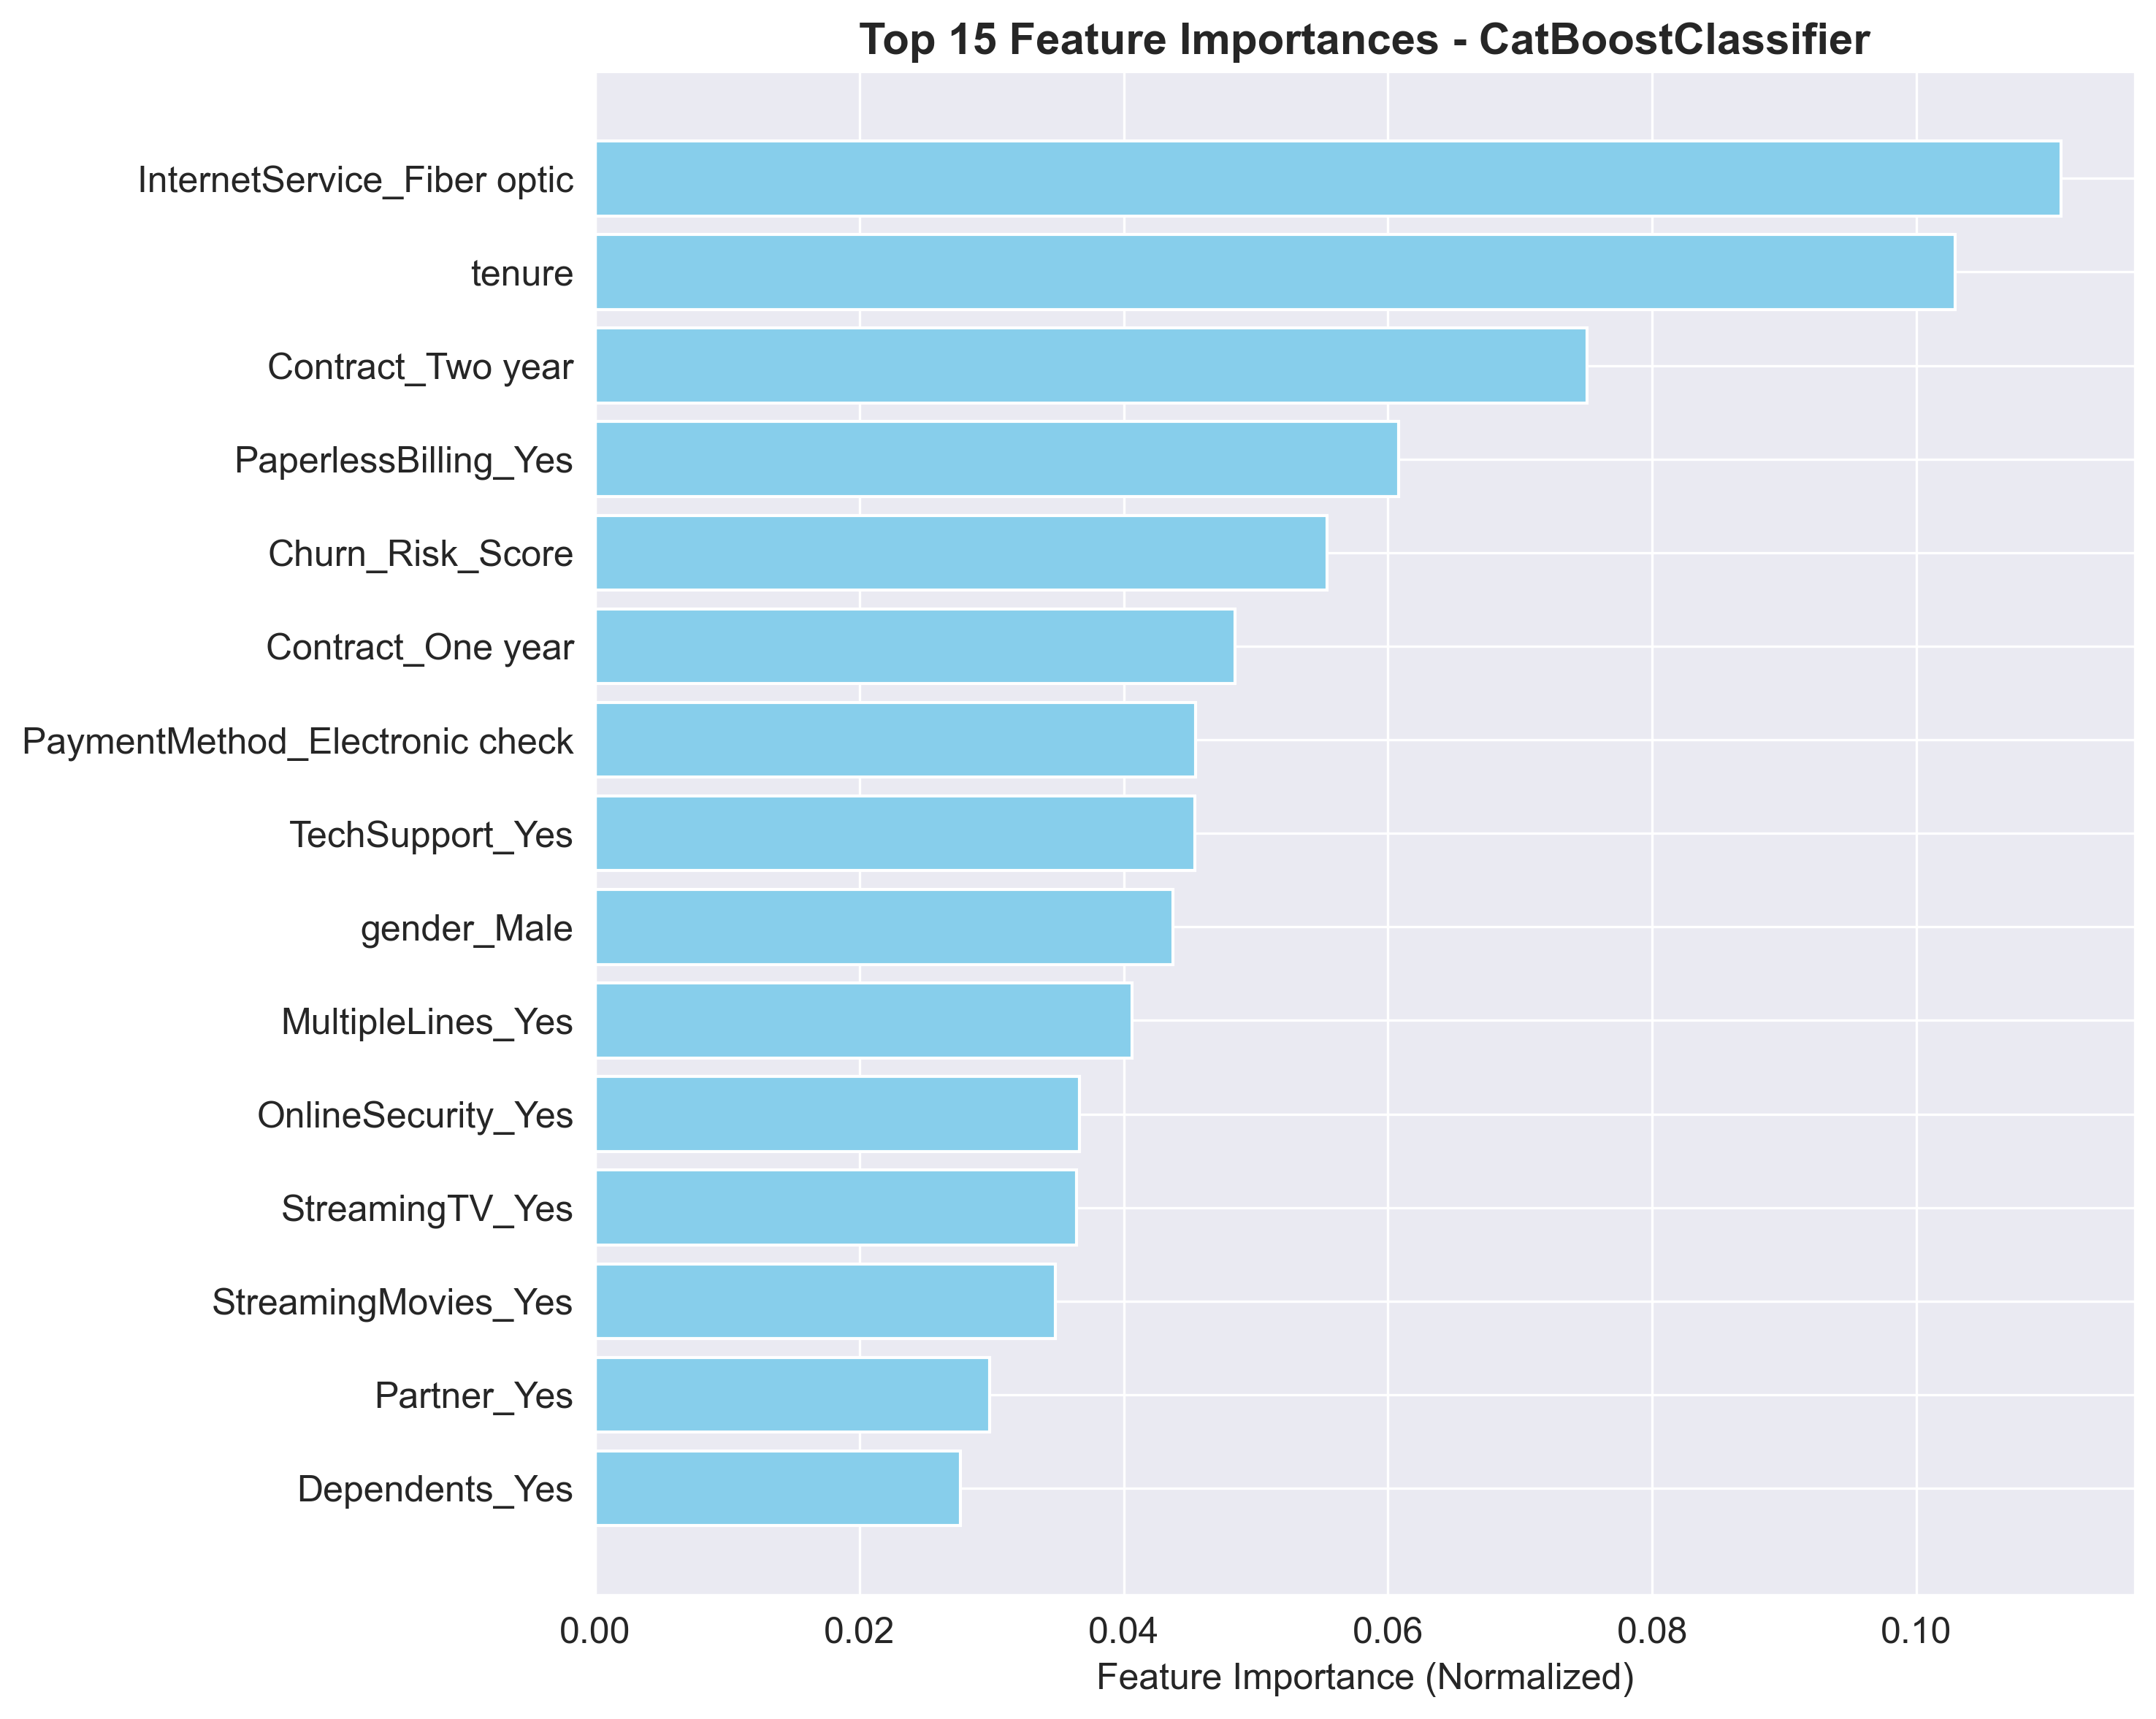 Top 15 Feature Importances - CatBoostClassifier
InternetService_Fiber optic
tenure
Contract_Two year
PaperlessBilling_Yes
Churn_Risk_Score
Contract_One year
PaymentMethod_Electronic check
TechSupport_Yes
gender_Male
MultipleLines_Yes
OnlineSecurity_Yes
StreamingTV_Yes
StreamingMovies_Yes
Partner_Yes
Dependents_Yes
0.00 0.02 0.04 0.06 0.08 0.10
Feature Importance (Normalized)